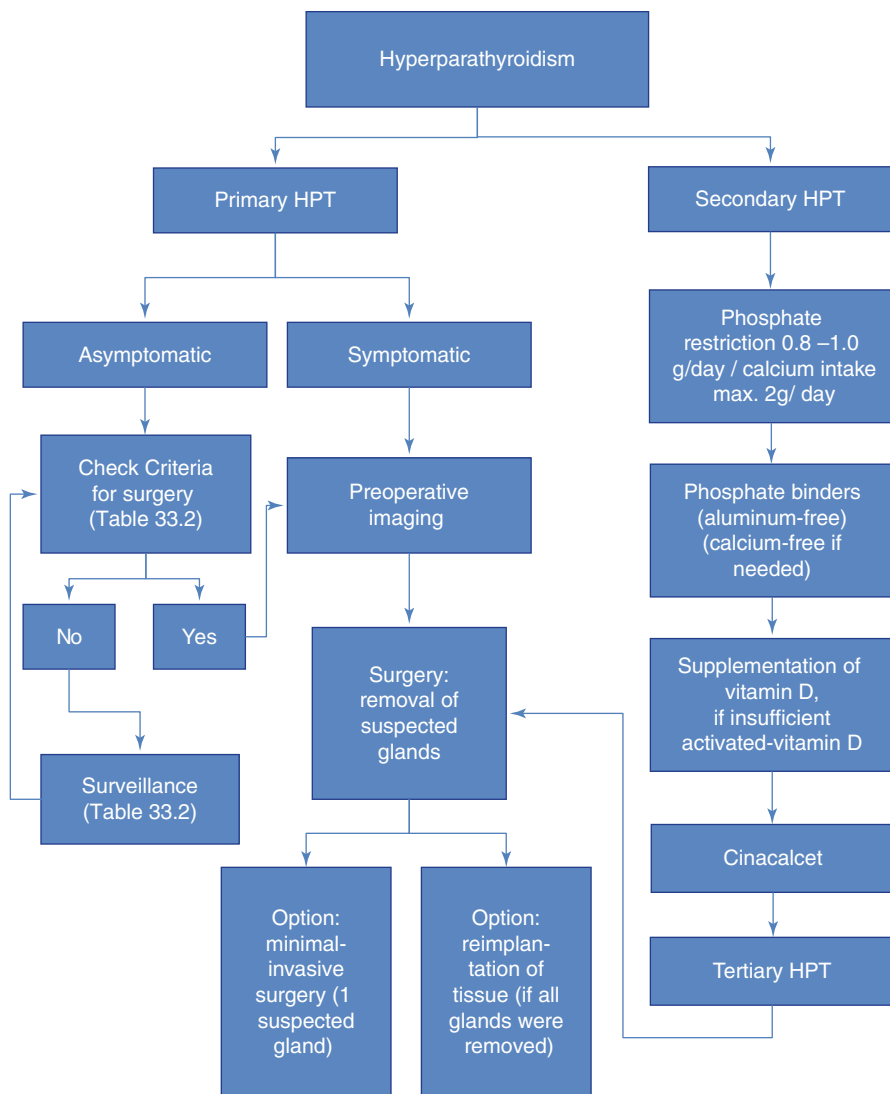 Hyperparathyroidism
Primary HPT
Secondary HPT
Asymptomatic
Symptomatic
Phosphate
restriction 0.8 –1.0
g/day / calcium intake
max. 2g/ day
Check Criteria
for surgery
(Table 33.2)
Preoperative
imaging
Phosphate binders
(aluminum-free)
(calcium-free if
needed)
No
Yes
Surgery:
removal of
suspected
glands
Supplementation of
vitamin D,
if insufficient
activated-vitamin D
Surveillance
(Table 33.2)
Cinacalcet
Option:
minimal-
invasive
surgery (1
suspected
gland)
Option:
reimplan-
tation of
tissue (if all
glands were
removed)
Tertiary HPT